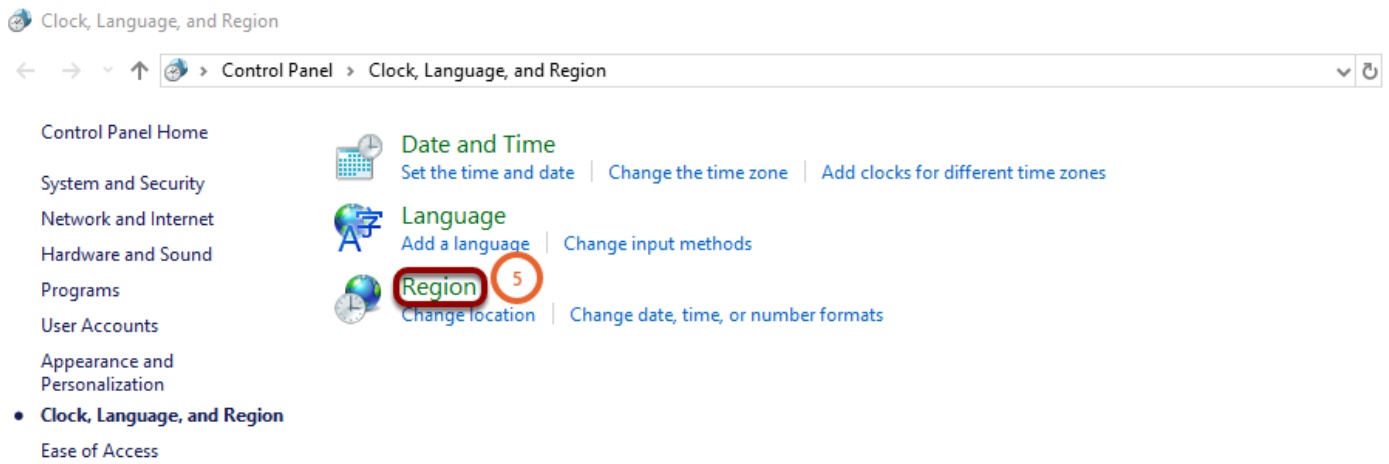 Clock, Language, and Region
Control Panel > Clock, Language, and Region
Control Panel Home
System and Security
Network and Internet
Hardware and Sound
Programs
User Accounts
Appearance and
Personalization
Clock, Language, and Region
Ease of Access
Date and Time
Set the time and date | Change the time zone | Add clocks for different time zones
字
A
Language
Add a language | Change input methods
Region 5
Change location | Change date, time, or number formats